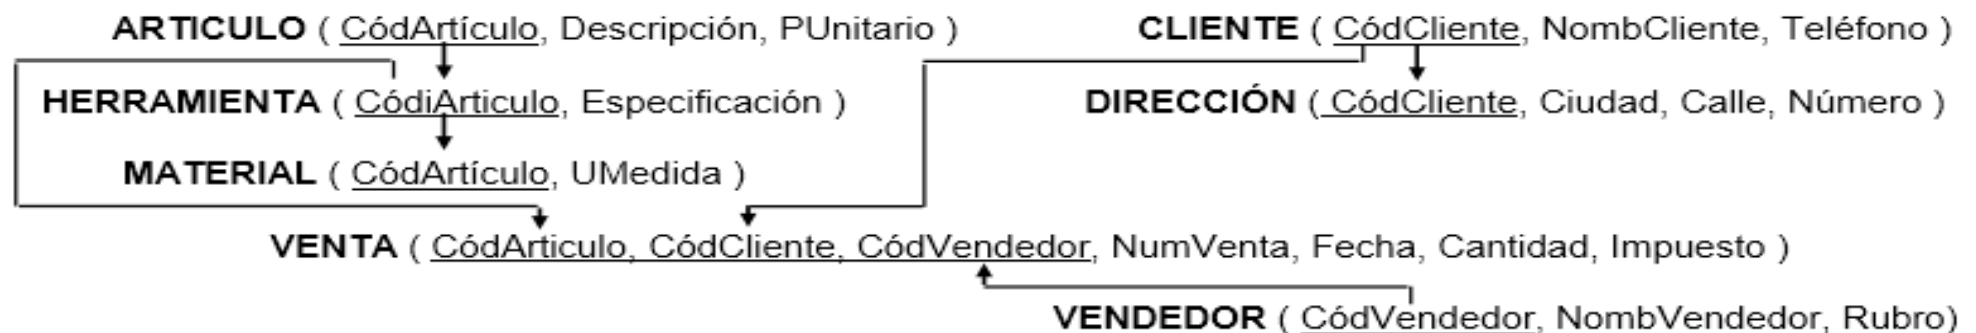 ARTICULO ( CódArtículo, Descripción, PUnitario )
CLIENTE ( CódCliente, NombCliente, Teléfono )
HERRAMIENTA ( CódiArticulo, Especificación )
DIRECCIÓN ( CódCliente, Ciudad, Calle, Número )
MATERIAL ( CódArtículo, UMedida )
VENTA ( CódArticulo, CódCliente, CódVendedor, NumVenta, Fecha, Cantidad, Impuesto )
VENDEDOR ( CódVendedor, NombVendedor, Rubro)